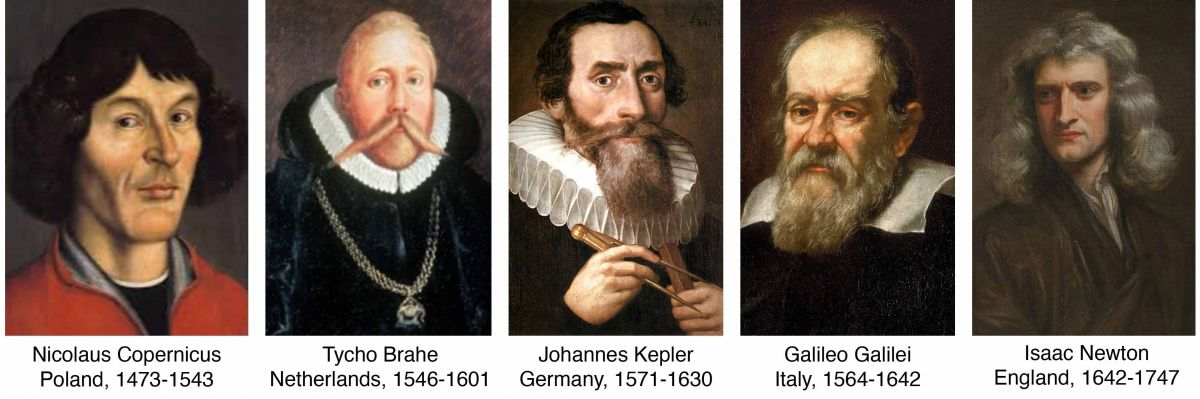 Nicolaus Copernicus
Poland, 1473-1543
Tycho Brahe
Netherlands, 1546-1601
Johannes Kepler
Germany, 1571-1630
Galileo Galilei
Italy, 1564-1642
Isaac Newton
England, 1642-1747